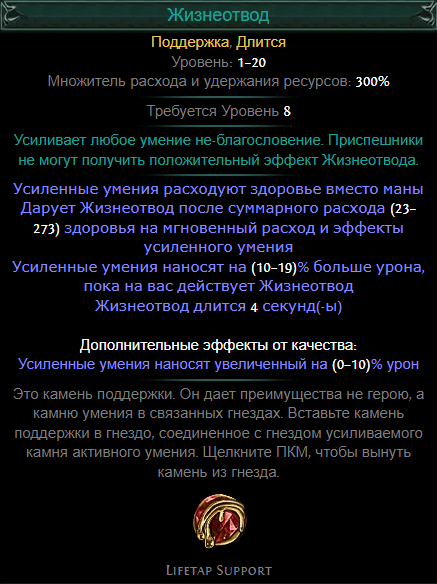 Жизнеотвод
Поддержка, Длится
Уровень: 1–20
Множитель расхода и удержания ресурсов: 300%
Требуется Уровень 8
Усиливает любое умение не-благословение. Приспешники
не могут получить положительный эффект Жизнеотвода.
Усиленные умения расходуют здоровье вместо маны
Дарует Жизнеотвод после суммарного расхода (23–
273) здоровья на мгновенный расход и эффекты
усиленного умения
Усиленные умения наносят на (10–19)% больше урона,
пока на вас действует Жизнеотвод
Жизнеотвод длится 4 секунд(-ы)
Дополнительные эффекты от качества:
Усиленные умения наносят увеличенный на (0–10)% урон
Это камень поддержки. Он дает преимущества не герою, а
камню умения в связанных гнездах. Вставьте камень
поддержки в гнездо, соединенное с гнездом усиливаемого
камня активного умения. Щелкните ПКМ, чтобы вынуть
камень из гнезда.
Lifetap Support